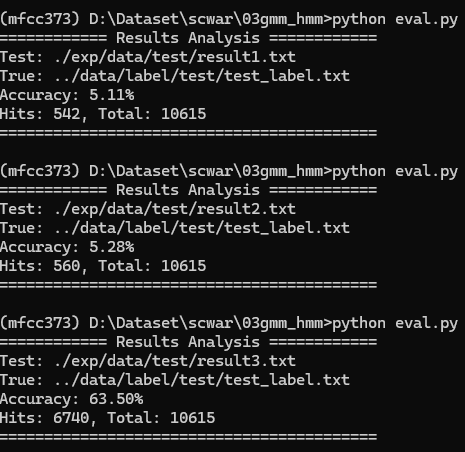 (mfcc373) D:\Dataset\scwar\03gmm_hmm>python eval.py
============ Results Analysis ============
Test: ./exp/data/test/result1.txt
True: ../data/label/test/test_label.txt
Accuracy: 5.11%
Hits: 542, Total: 10615
==========================================
(mfcc373) D:\Dataset\scwar\03gmm_hmm>python eval.py
============ Results Analysis ============
Test: ./exp/data/test/result2.txt
True: ../data/label/test/test_label.txt
Accuracy: 5.28%
Hits: 560, Total: 10615
==========================================
(mfcc373) D:\Dataset\scwar\03gmm_hmm>python eval.py
============ Results Analysis ============
Test: ./exp/data/test/result3.txt
True: ../data/label/test/test_label.txt
Accuracy: 63.50%
Hits: 6740, Total: 10615
==========================================